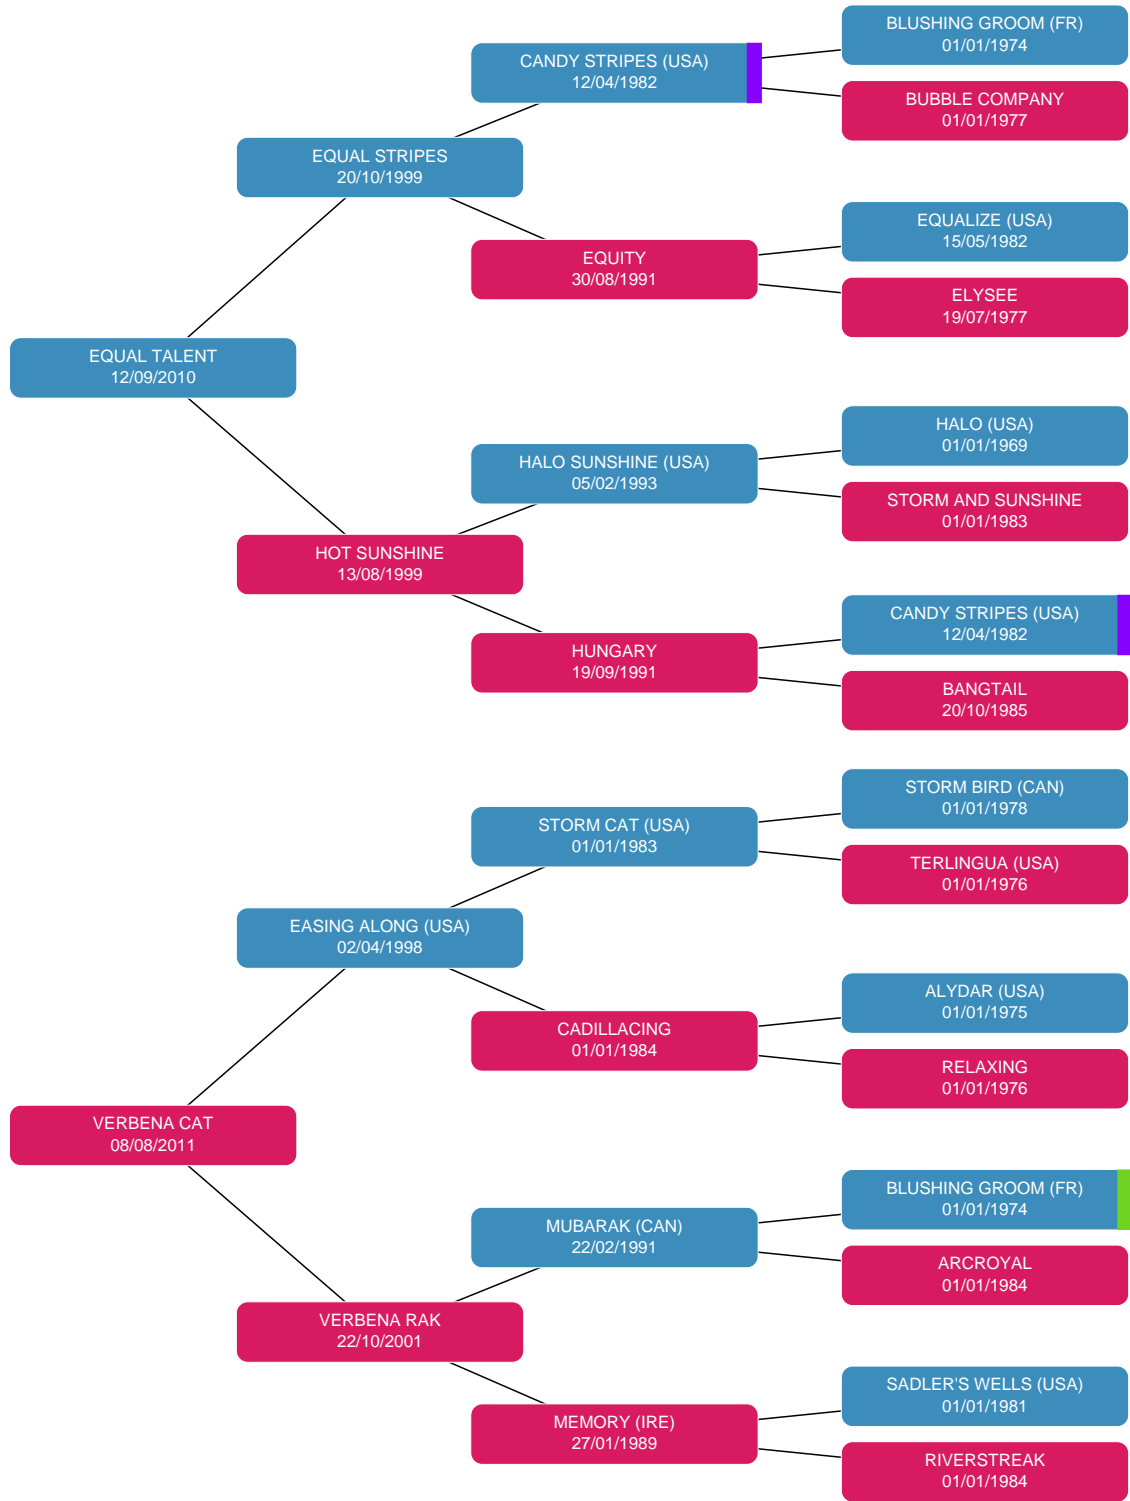 BLUSHING GROOM (FR)
01/01/1974
CANDY STRIPES (USA)
12/04/1982
BUBBLE COMPANY
01/01/1977
EQUAL STRIPES
20/10/1999
EQUALIZE (USA)
15/05/1982
EQUITY
30/08/1991
ELYSEE
19/07/1977
EQUAL TALENT
12/09/2010
HALO (USA)
01/01/1969
HALO SUNSHINE (USA)
05/02/1993
STORM AND SUNSHINE
01/01/1983
HOT SUNSHINE
13/08/1999
CANDY STRIPES (USA)
12/04/1982
HUNGARY
19/09/1991
BANGTAIL
20/10/1985
STORM BIRD (CAN)
01/01/1978
STORM CAT (USA)
01/01/1983
TERLINGUA (USA)
01/01/1976
EASING ALONG (USA)
02/04/1998
ALYDAR (USA)
01/01/1975
CADILLACING
01/01/1984
RELAXING
01/01/1976
VERBENA CAT
08/08/2011
BLUSHING GROOM (FR)
01/01/1974
MUBARAK (CAN)
22/02/1991
ARCROYAL
01/01/1984
VERBENA RAK
22/10/2001
SADLER'S WELLS (USA)
01/01/1981
MEMORY (IRE)
27/01/1989
RIVERSTREAK
01/01/1984